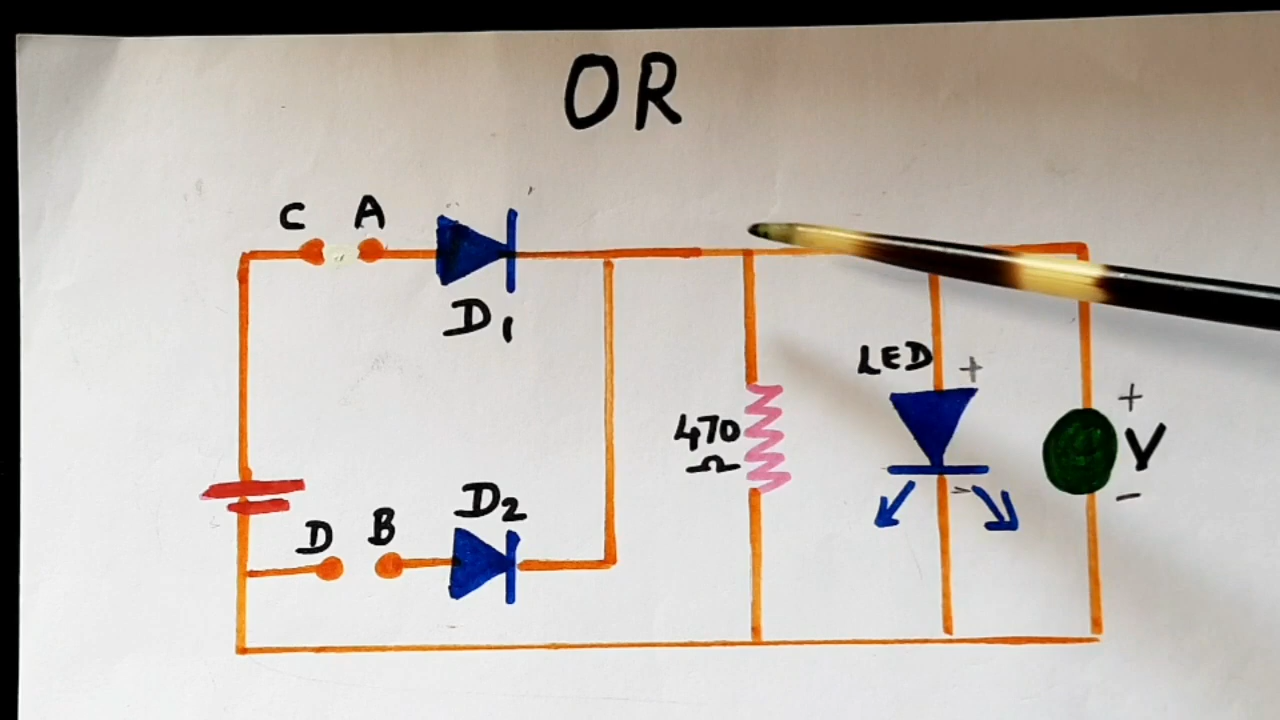 OR
C A
D1
LED +
+
470
Ω
V
D2
-
-
D B